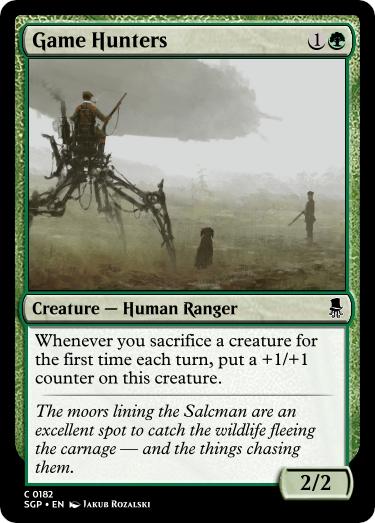 Game Hunters 1
Creature — Human Ranger
Whenever you sacrifice a creature for
the first time each turn, put a +1/+1
counter on this creature.
The moors lining the Salcman are an
excellent spot to catch the wildlife fleeing
the carnage — and the things chasing
them.
2/2
C 0182
SGP • EN Jakub Rozalski